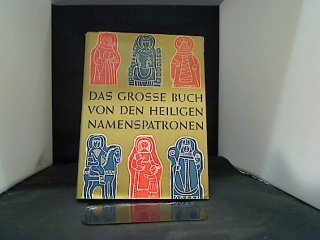 DAS GROSSE BUCH
VON DEN HEILIGEN
NAMENSPATRONEN